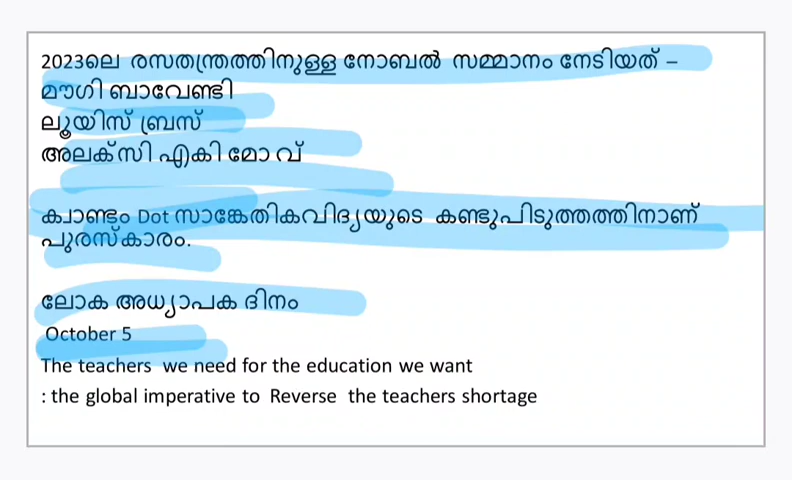 2023ലെ രസതന്ത്രത്തിനുള്ള നോബൽ സമ്മാനം നേടിയത് –
മൗഗി ബാവേണ്ടി
ലൂയിസ് ബ്രസ്
അലക്സി എകി മോ വ്
ക്വാണ്ടം Dot സാങ്കേതികവിദ്യയുടെ കണ്ടുപിടുത്തത്തിനാണ്
പുരസ്കാരം.
ലോക അധ്യാപക ദിനം
October 5
The teachers we need for the education we want
: the global imperative to Reverse the teachers shortage